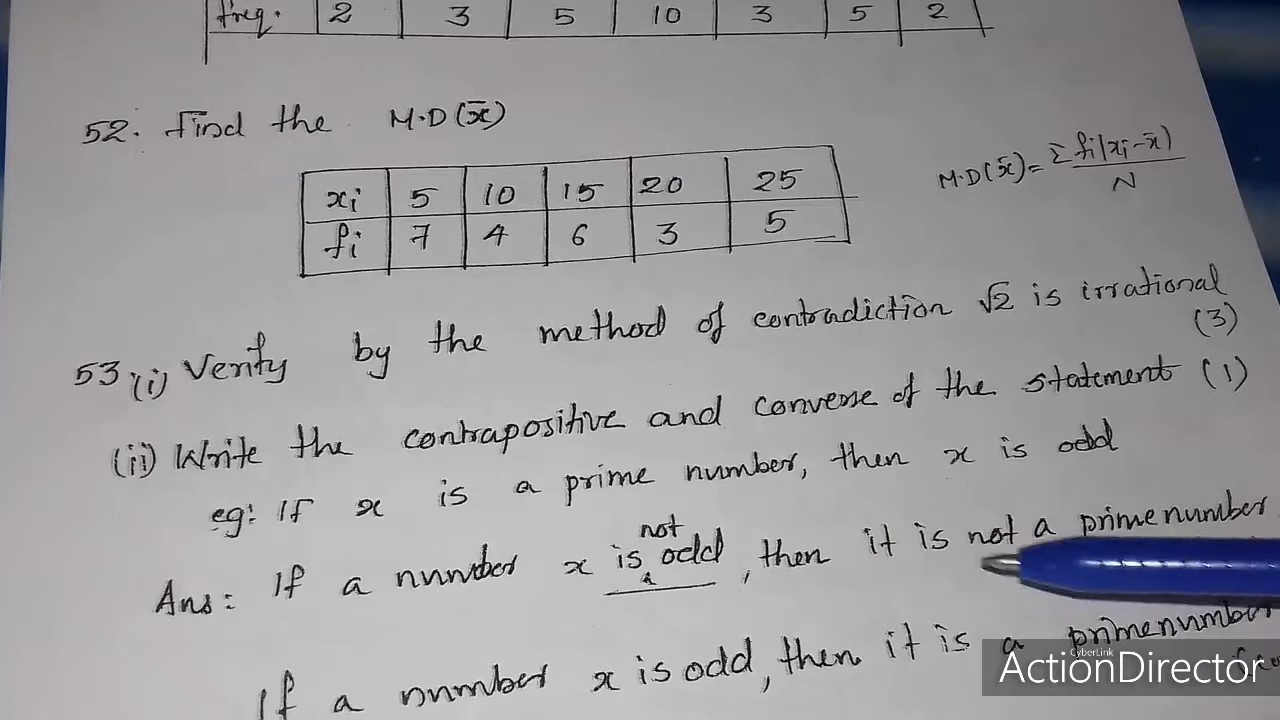 freq. 2 3 5 10 3 5 2
52. Find the M.D(x̄)
xi 5 10 15 20 25
fi 7 4 6 3 5
M.D(x̄)= Σ fi|xi-x̄) / N
53 (i) Verify by the method of contradiction √2 is irrational
(3)
(ii) Write the contrapositive and converse of the statement (1)
eg: If x is a prime number, then x is odd
Ans: If a number x is not odd, then it is not a prime number
If a number x is odd, then it is a prime number
CyberLink
ActionDirector